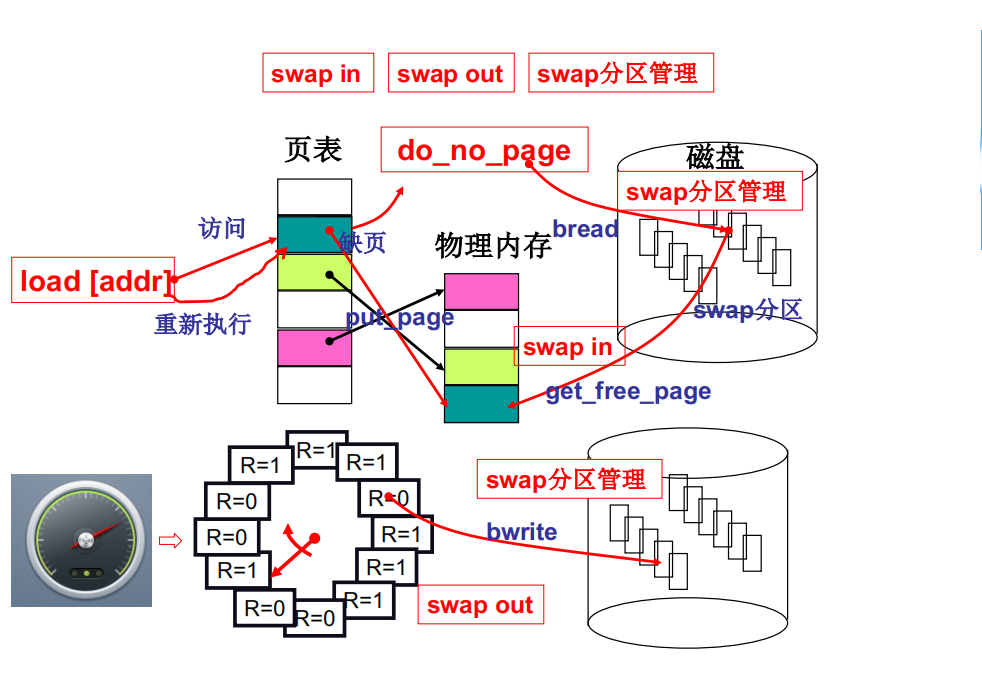 swap in
swap out
swap分区管理
页表
do_no_page
磁盘
swap分区管理
访问
缺页
物理内存
bread
load [addr]
重新执行
put_page
swap分区
swap in
get_free_page
R=1
R=1
R=1
R=0
R=0
R=0
R=1
R=1
R=1
R=0
R=0
R=1
swap分区管理
bwrite
swap out